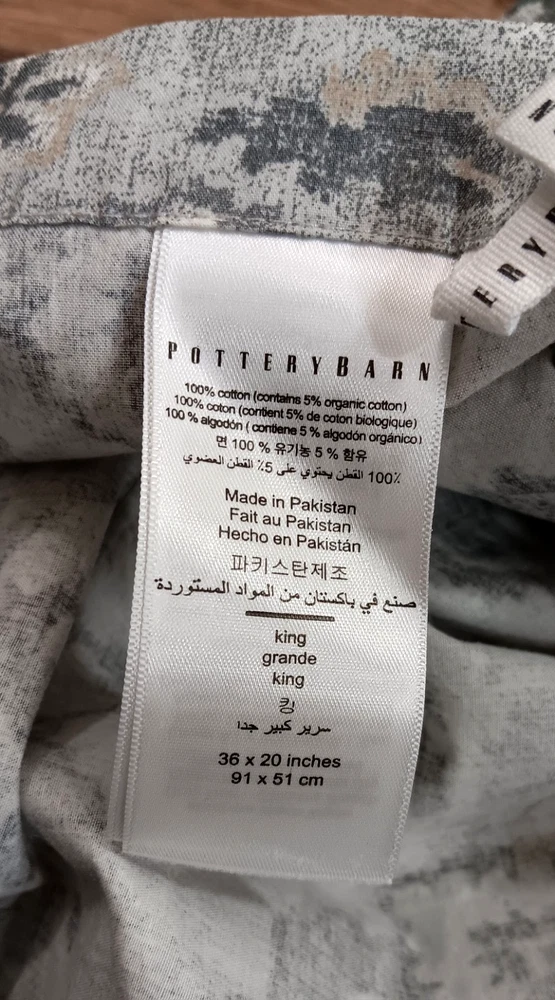 POTTERYBARN
100% cotton (contains 5% organic cotton)
100% coton (contient 5% de coton biologique)
100% algodón ( contiene 5 % algodón orgánico)
면 100 % 유기농 5 % 함유
100٪ القطن يحتوي على 5٪ القطن العضوي
Made in Pakistan
Fait au Pakistan
Hecho en Pakistán
파키스탄제조
صنع في باكستان من المواد المستوردة
king
grande
king
킹
سرير كبير جدا
36 x 20 inches
91 x 51 cm